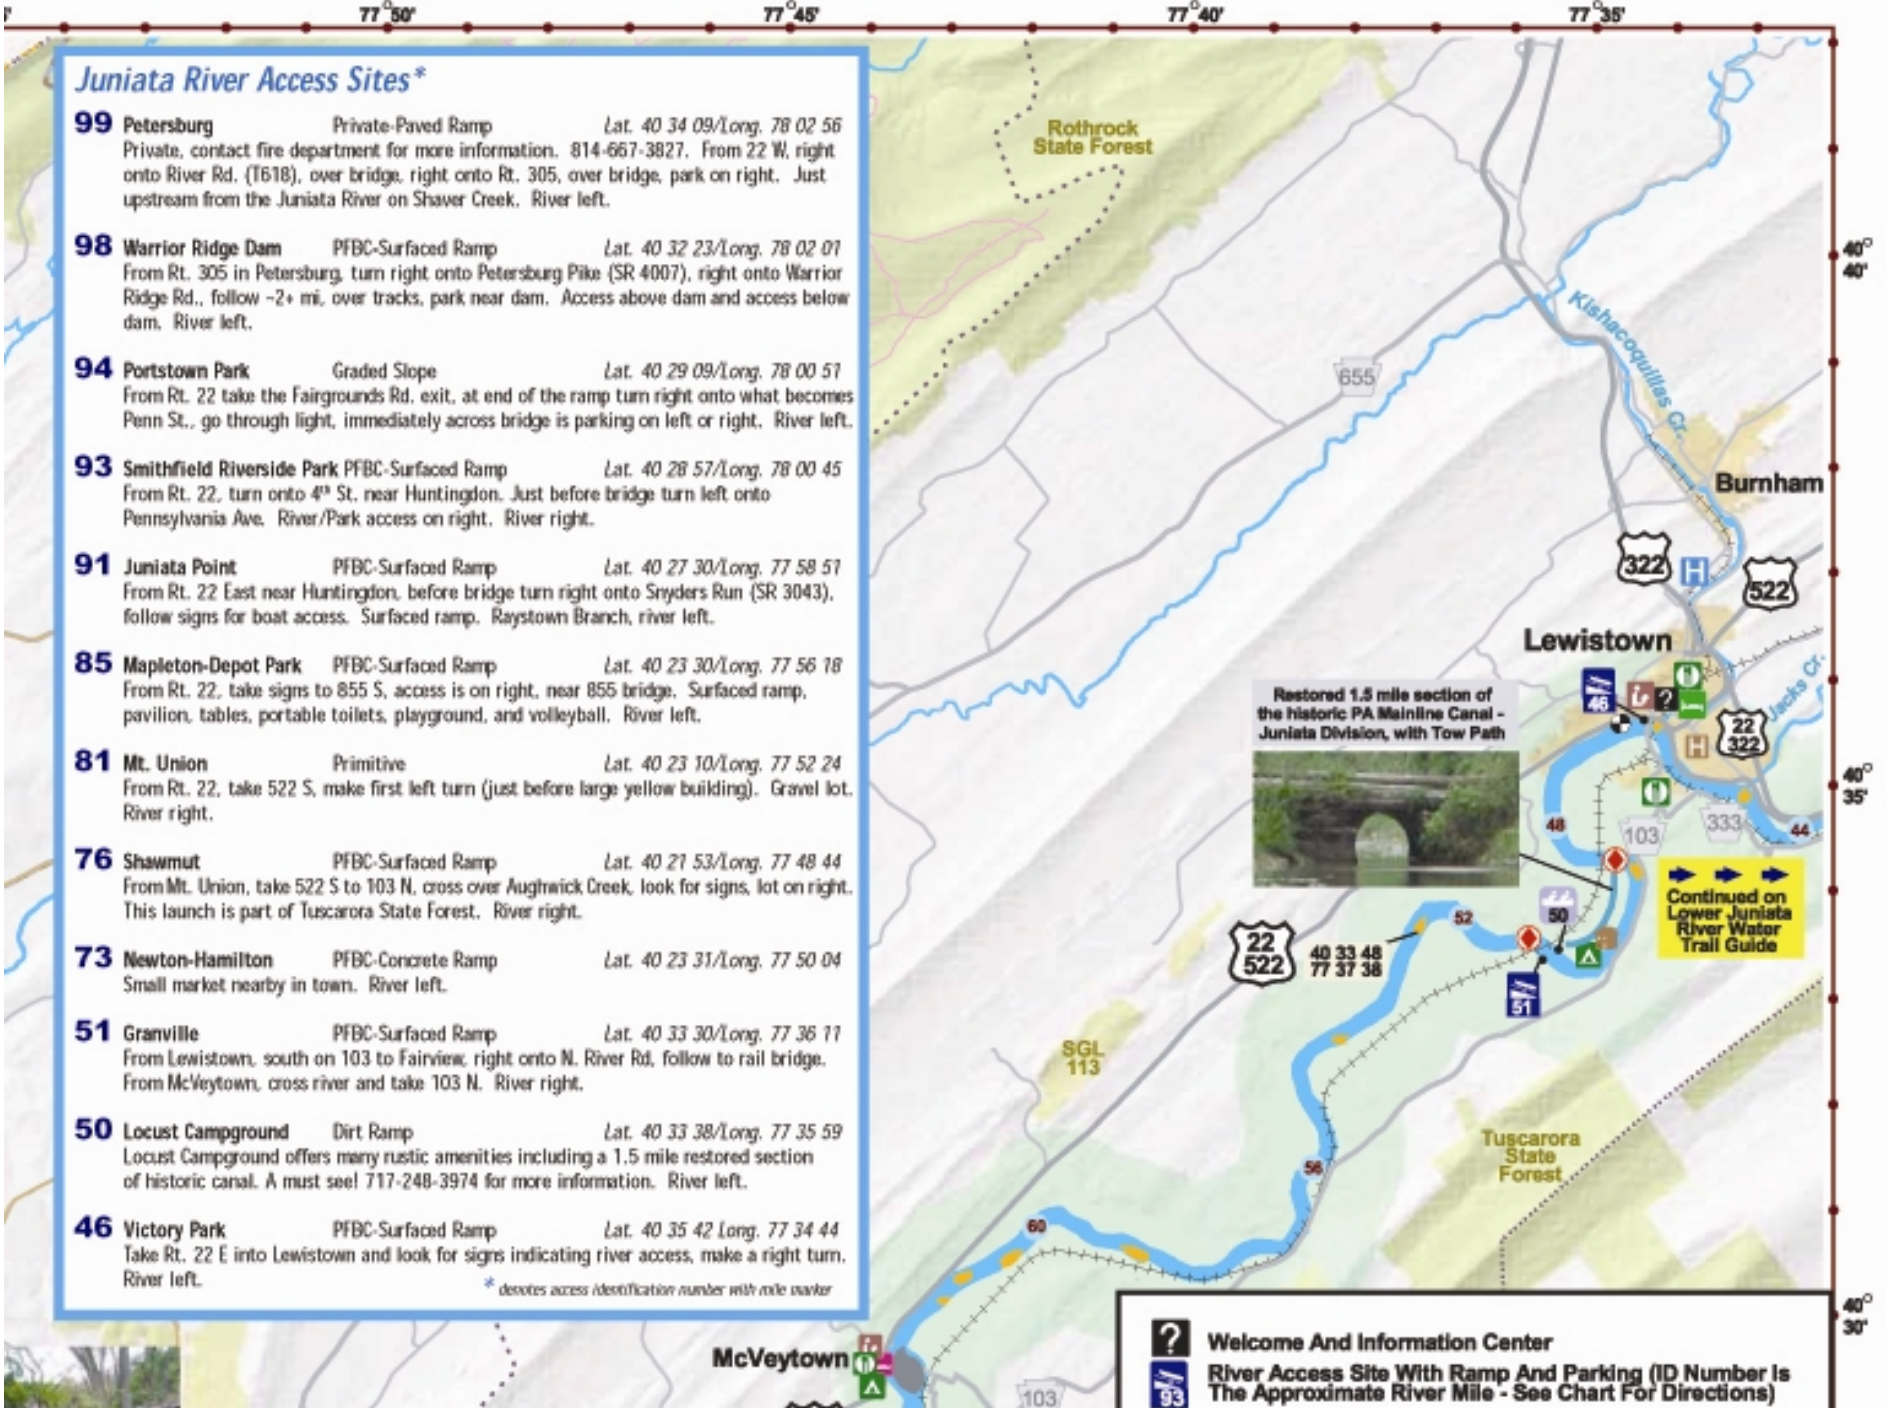 77°50'
77°45'
77°40'
77°35'
Juniata River Access Sites*
99 Petersburg Private-Paved Ramp Lat. 40 34 09/Long. 78 02 56
Private, contact fire department for more information. 814-667-3827. From 22 W, right
onto River Rd. (T618), over bridge, right onto Rt. 305, over bridge, park on right. Just
upstream from the Juniata River on Shaver Creek. River left.
98 Warrior Ridge Dam PFBC-Surfaced Ramp Lat. 40 32 23/Long. 78 02 01
From Rt. 305 in Petersburg, turn right onto Petersburg Pike (SR 4007), right onto Warrior
Ridge Rd., follow ~2+ mi, over tracks, park near dam. Access above dam and access below
dam. River left.
94 Portstown Park Graded Slope Lat. 40 29 09/Long. 78 00 51
From Rt. 22 take the Fairgrounds Rd. exit, at end of the ramp turn right onto what becomes
Penn St., go through light, immediately across bridge is parking on left or right. River left.
93 Smithfield Riverside Park PFBC-Surfaced Ramp Lat. 40 28 57/Long. 78 00 45
From Rt. 22, turn onto 4th St. near Huntingdon. Just before bridge turn left onto
Pennsylvania Ave. River/Park access on right. River right.
91 Juniata Point PFBC-Surfaced Ramp Lat. 40 27 30/Long. 77 58 51
From Rt. 22 East near Huntingdon, before bridge turn right onto Snyders Run (SR 3043),
follow signs for boat access. Surfaced ramp. Raystown Branch, river left.
85 Mapleton-Depot Park PFBC-Surfaced Ramp Lat. 40 23 30/Long. 77 56 18
From Rt. 22, take signs to 855 S, access is on right, near 855 bridge. Surfaced ramp,
pavilion, tables, portable toilets, playground, and volleyball. River left.
81 Mt. Union Primitive Lat. 40 23 10/Long. 77 52 24
From Rt. 22, take 522 S, make first left turn (just before large yellow building). Gravel lot.
River right.
76 Shawmut PFBC-Surfaced Ramp Lat. 40 21 53/Long. 77 48 44
From Mt. Union, take 522 S to 103 N, cross over Aughwick Creek, look for signs, lot on right.
This launch is part of Tuscarora State Forest. River right.
73 Newton-Hamilton PFBC-Concrete Ramp Lat. 40 23 31/Long. 77 50 04
Small market nearby in town. River left.
51 Granville PFBC-Surfaced Ramp Lat. 40 33 30/Long. 77 36 11
From Lewistown, south on 103 to Fairview, right onto N. River Rd, follow to rail bridge.
From McVeytown, cross river and take 103 N. River right.
50 Locust Campground Dirt Ramp Lat. 40 33 38/Long. 77 35 59
Locust Campground offers many rustic amenities including a 1.5 mile restored section
of historic canal. A must see! 717-248-3974 for more information. River left.
46 Victory Park PFBC-Surfaced Ramp Lat. 40 35 42 Long. 77 34 44
Take Rt. 22 E into Lewistown and look for signs indicating river access, make a right turn.
River left.
* denotes access identification number with mile marker
Rothrock
State Forest
40°
40'
Kishacoquillas Cr.
655
Burnham
322
H
522
Lewistown
Jacks Cr.
46
?
22
322
H
Restored 1.5 mile section of
the historic PA Mainline Canal -
Juniata Division, with Tow Path
40°
35'
48
103
333
44
Continued on
Lower Juniata
River Water
Trail Guide
52
50
22
522
40 33 48
77 37 38
51
SGL
113
Tuscarora
State
Forest
56
60
40°
30'
McVeytown
103
? Welcome And Information Center
93 River Access Site With Ramp And Parking (ID Number Is
The Approximate River Mile - See Chart For Directions)